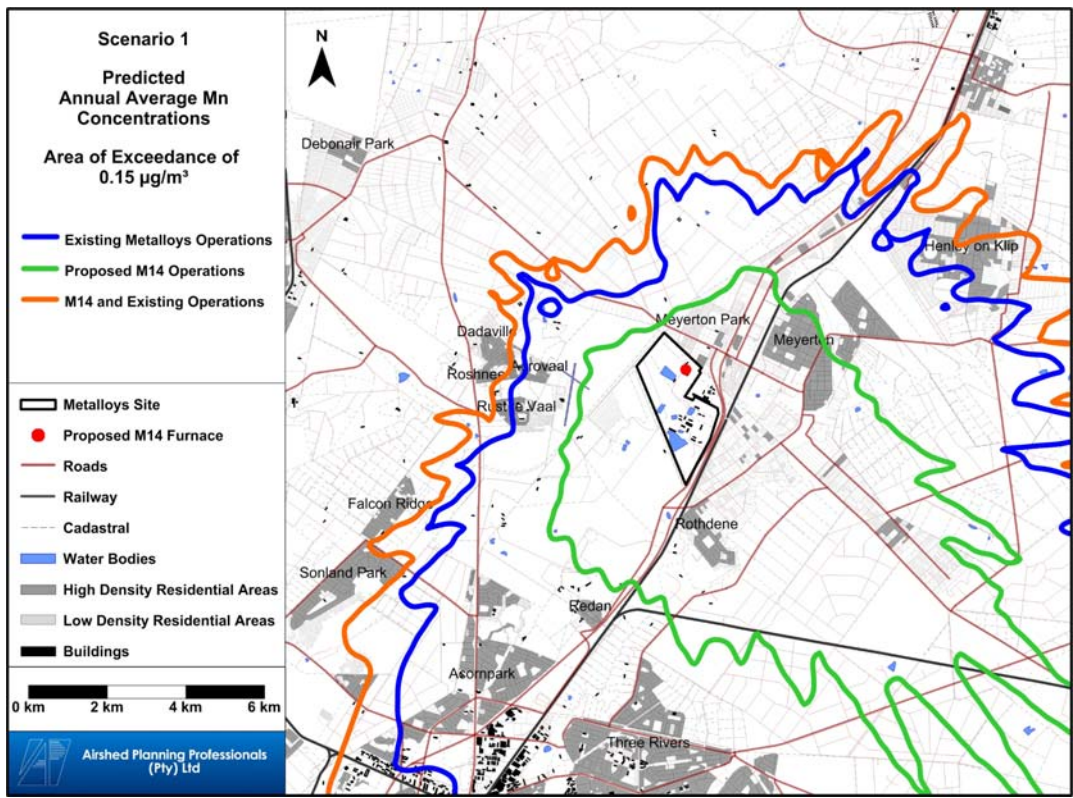 Scenario 1
Predicted
Annual Average Mn
Concentrations
Area of Exceedance of
0.15 µg/m³
Existing Metalloys Operations
Proposed M14 Operations
M14 and Existing Operations
Metalloys Site
Proposed M14 Furnace
Roads
Railway
Cadastral
Water Bodies
High Density Residential Areas
Low Density Residential Areas
Buildings
0 km 2 km 4 km 6 km
Airshed Planning Professionals
(Pty) Ltd
N
Debonair Park
Henley on Klip
Meyerton Park
Dadaville
Meyerton
Roshnee
Rustervaal
Falcon Ridge
Rothdene
Sonland Park
Redan
Acornpark
Three Rivers